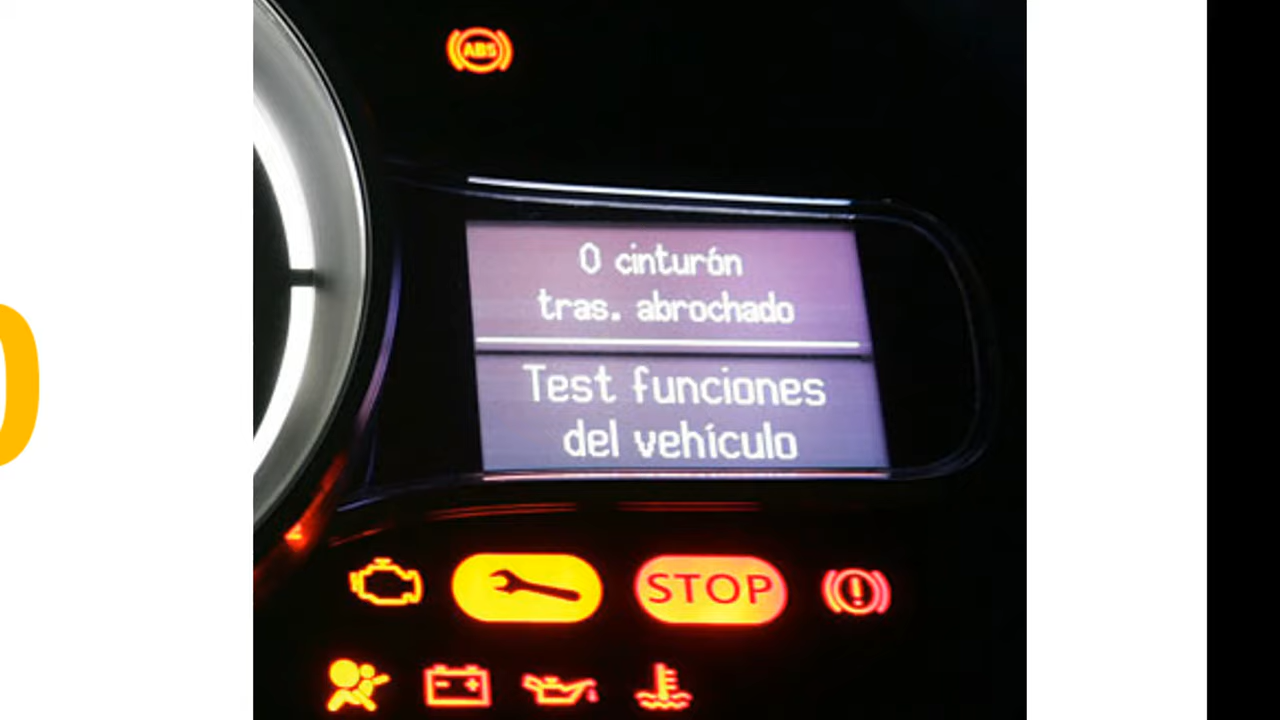 ABS
0 cinturón
tras. abrochado
Test funciones
del vehículo
STOP